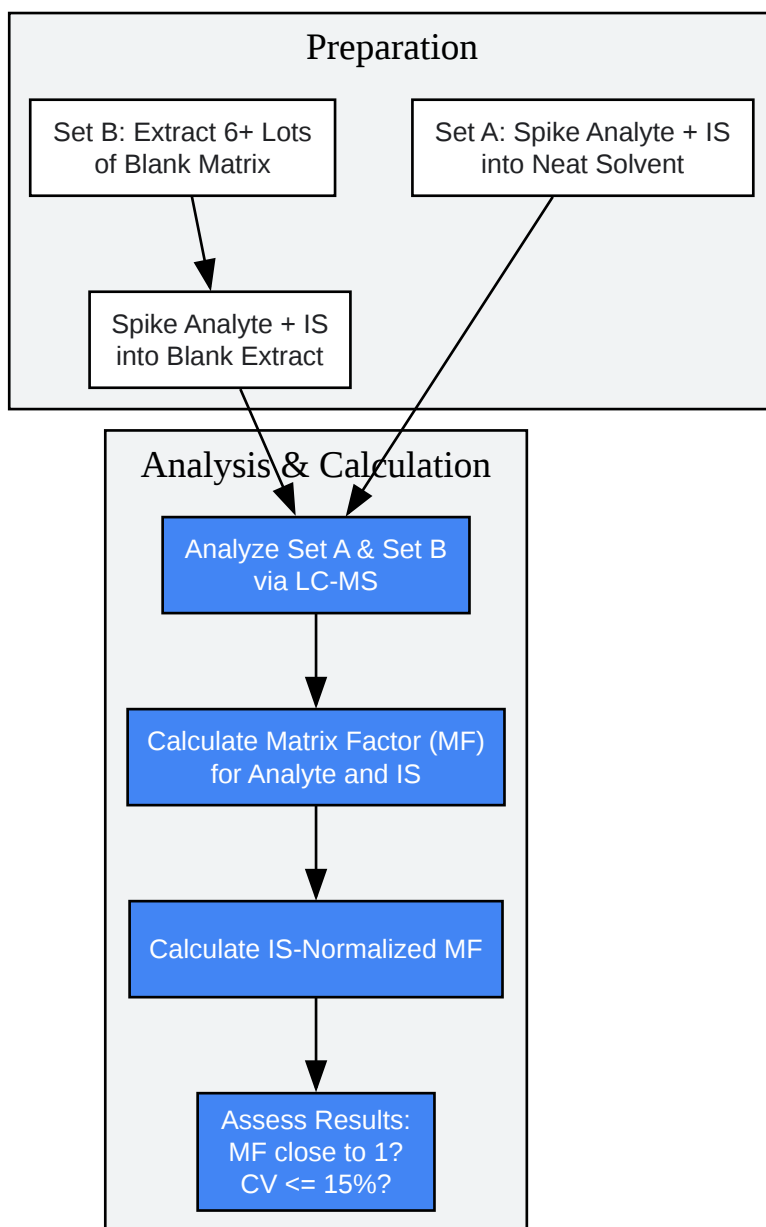 Preparation
Set B: Extract 6+ Lots
of Blank Matrix
Set A: Spike Analyte + IS
into Neat Solvent
Spike Analyte + IS
into Blank Extract
Analysis & Calculation
Analyze Set A & Set B
via LC-MS
Calculate Matrix Factor (MF)
for Analyte and IS
Calculate IS-Normalized MF
Assess Results:
MF close to 1?
CV <= 15%?